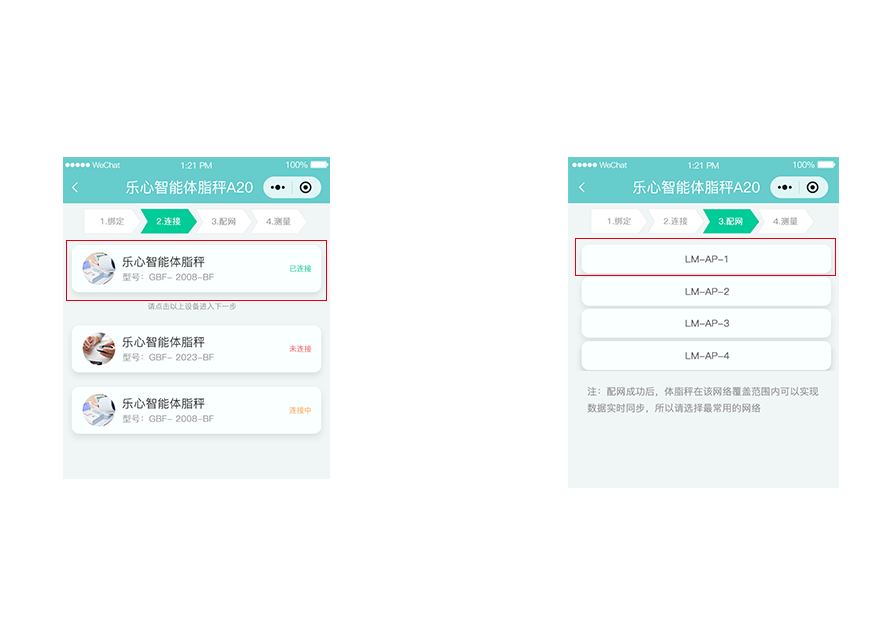 WeChat
1:21 PM
100%
乐心智能体脂秤A20
1.绑定
2.连接
3.配网
4.测量
乐心智能体脂秤
型号：GBF- 2008-BF
已连接
请点击以上设备进入下一步
乐心智能体脂秤
型号：GBF- 2023-BF
未连接
乐心智能体脂秤
型号：GBF- 2008-BF
连接中
WeChat
1:21 PM
100%
乐心智能体脂秤A20
1.绑定
2.连接
3.配网
4.测量
LM-AP-1
LM-AP-2
LM-AP-3
LM-AP-4
注：配网成功后，体脂秤在该网络覆盖范围内可以实现
数据实时同步，所以请选择最常用的网络